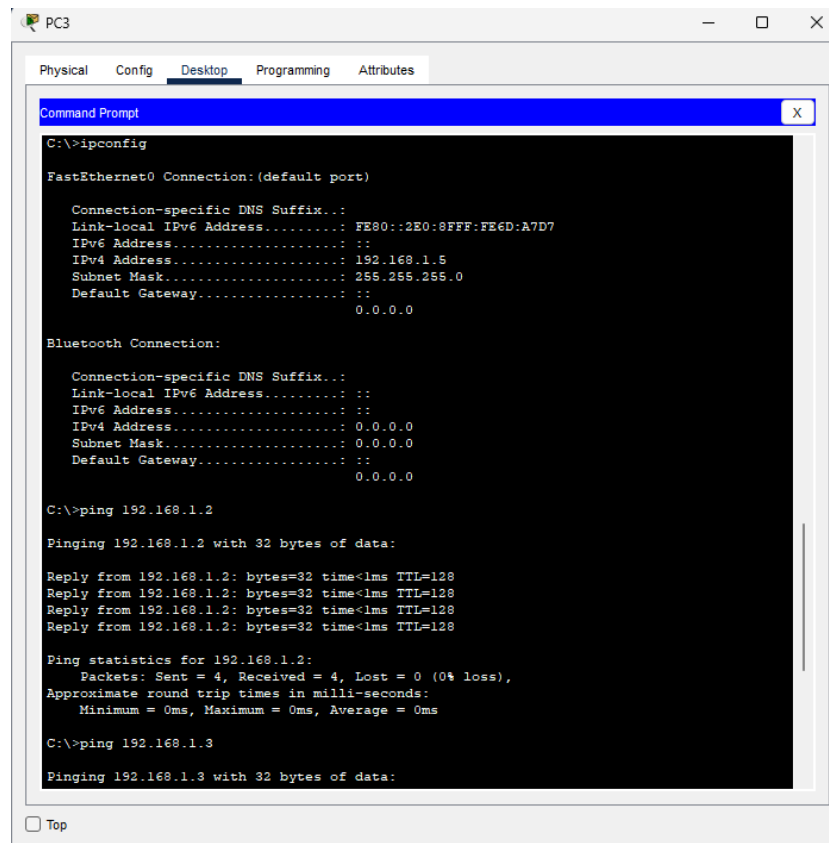 PC3
Physical Config Desktop Programming Attributes
Command Prompt
X
C:\>ipconfig
FastEthernet0 Connection:(default port)
Connection-specific DNS Suffix..:
Link-local IPv6 Address.........: FE80::2E0:8FFF:FE6D:A7D7
IPv6 Address....................: ::
IPv4 Address....................: 192.168.1.5
Subnet Mask.....................: 255.255.255.0
Default Gateway.................: ::
0.0.0.0
Bluetooth Connection:
Connection-specific DNS Suffix..:
Link-local IPv6 Address.........: ::
IPv6 Address....................: ::
IPv4 Address....................: 0.0.0.0
Subnet Mask.....................: 0.0.0.0
Default Gateway.................: ::
0.0.0.0
C:\>ping 192.168.1.2
Pinging 192.168.1.2 with 32 bytes of data:
Reply from 192.168.1.2: bytes=32 time<1ms TTL=128
Reply from 192.168.1.2: bytes=32 time<1ms TTL=128
Reply from 192.168.1.2: bytes=32 time<1ms TTL=128
Reply from 192.168.1.2: bytes=32 time<1ms TTL=128
Ping statistics for 192.168.1.2:
Packets: Sent = 4, Received = 4, Lost = 0 (0% loss),
Approximate round trip times in milli-seconds:
Minimum = 0ms, Maximum = 0ms, Average = 0ms
C:\>ping 192.168.1.3
Pinging 192.168.1.3 with 32 bytes of data:
Top